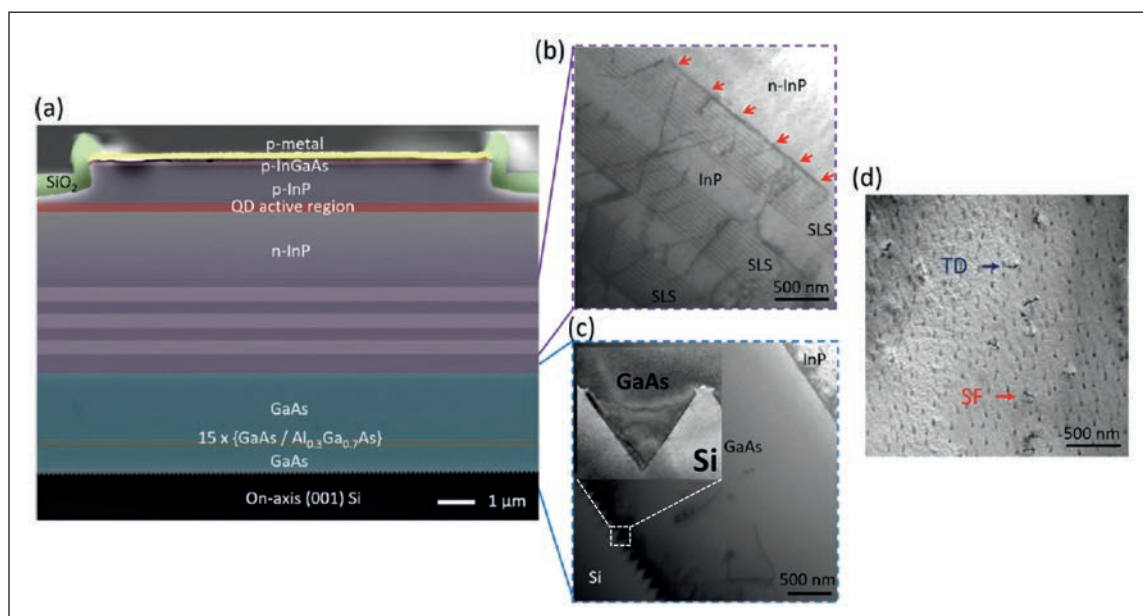 (a)
p-metal
p-InGaAs
SiO₂
p-InP
QD active region
n-InP
GaAs
15 x {GaAs / Al₀.₃Ga₀.₇As}
GaAs
On-axis (001) Si
1 µm
(b)
n-InP
InP
SLS
SLS
SLS
500 nm
(c)
InP
GaAs
Si
GaAs
Si
500 nm
(d)
TD
SF
500 nm